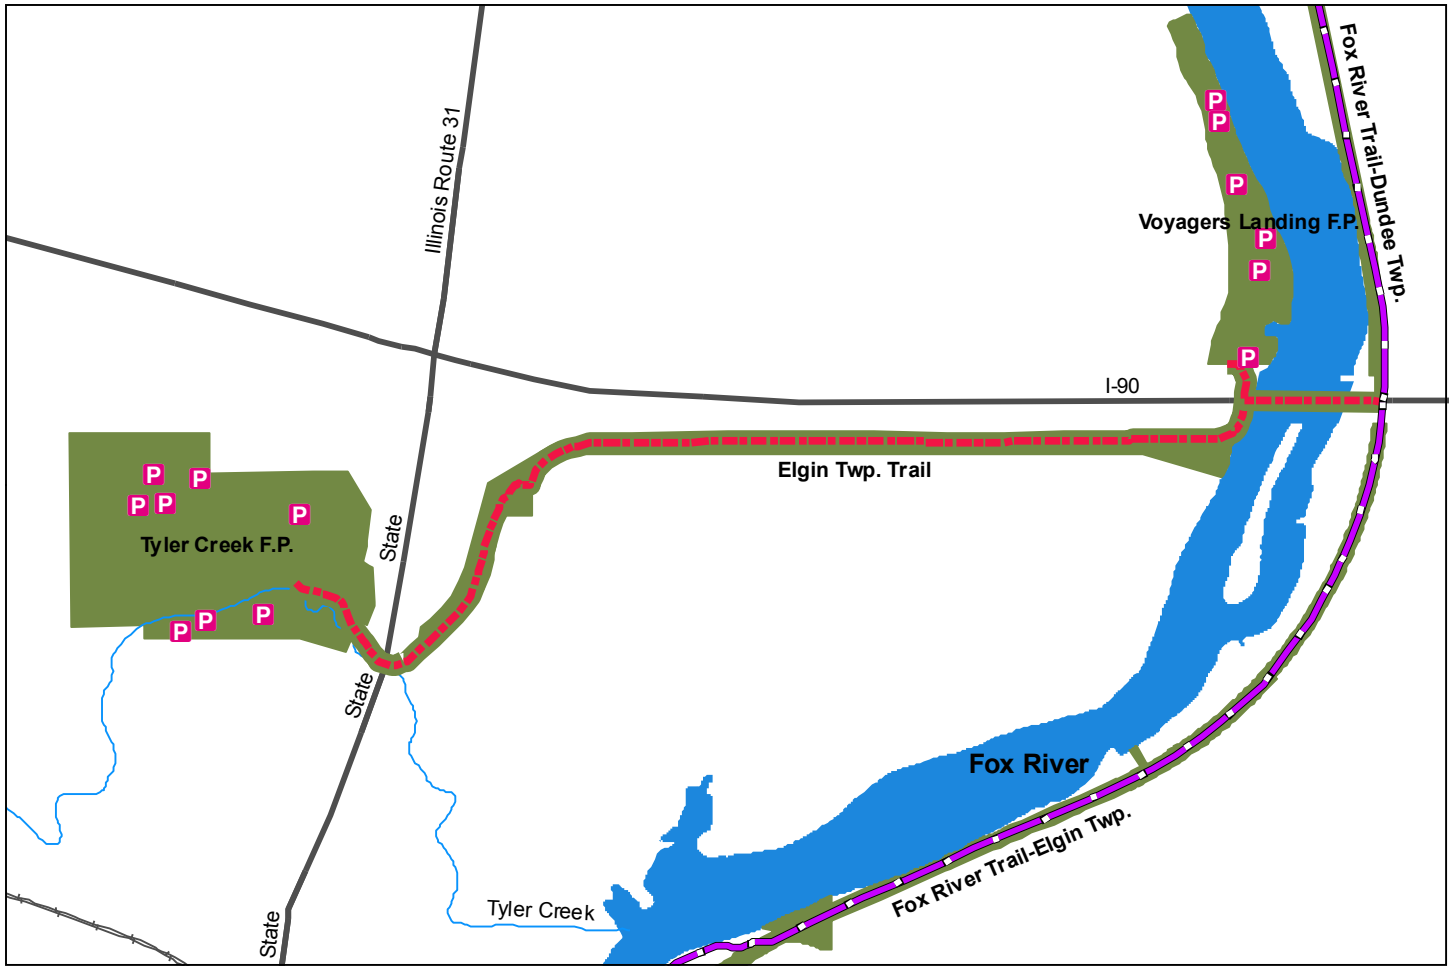 Fox River Trail-Dundee Twp.
P
P
Illinois Route 31
P
Voyagers Landing F.P.
P
P
P
I-90
Elgin Twp. Trail
P
P
P
P
P
State
Tyler Creek F.P.
P
P
P
State
Fox River
Fox River Trail-Elgin Twp.
Tyler Creek
State